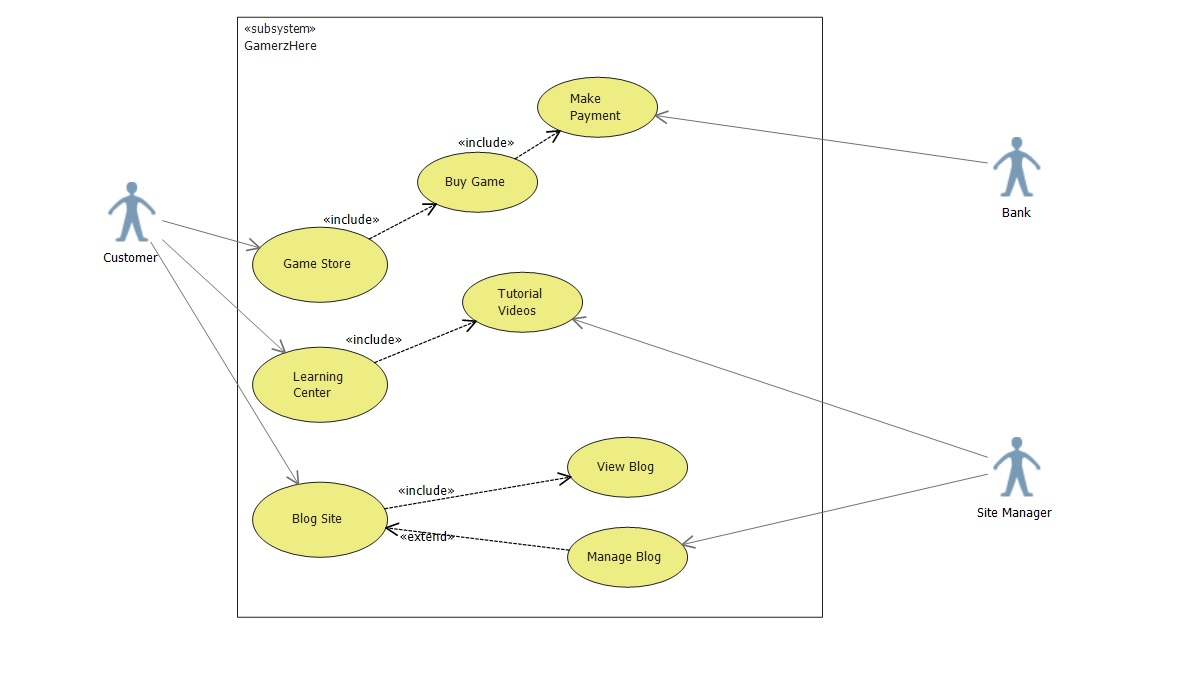 «subsystem»
GamerzHere
Make
Payment
«include»
Buy Game
Bank
«include»
Customer
Game Store
Tutorial
Videos
«include»
Learning
Center
View Blog
«include»
Site Manager
Blog Site
«extend»
Manage Blog